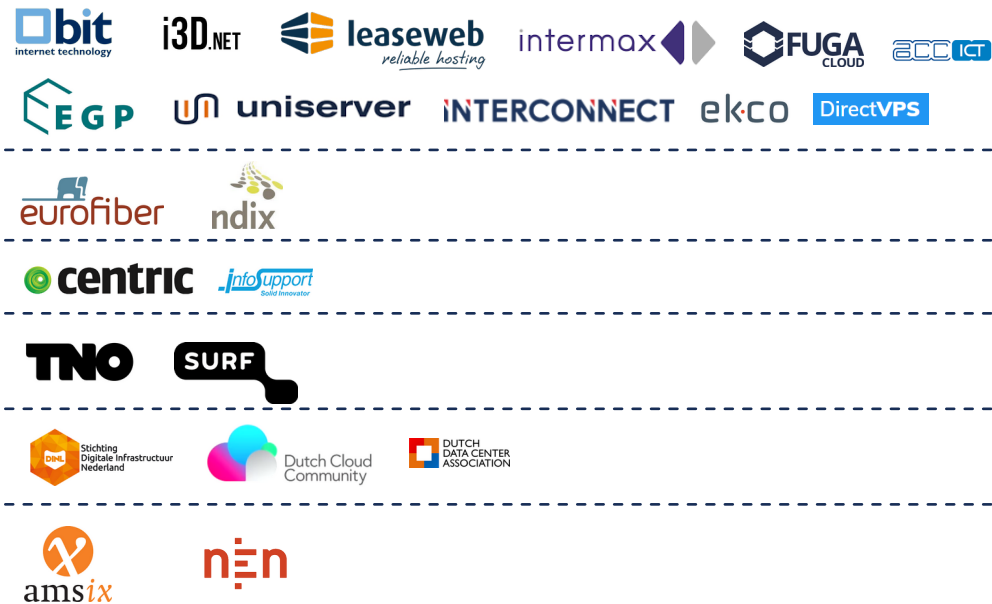 bit
internet technology
i3D.NET
leaseweb
reliable hosting
intermax
FUGA
CLOUD
acc ICT
EGP
uniserver
INTERCONNECT
ekco
DirectVPS
eurofiber
ndix
centric
infoSupport
Solid Innovator
TNO
SURF
DINL
Stichting
Digitale Infrastructuur
Nederland
Dutch Cloud
Community
DUTCH
DATA CENTER
ASSOCIATION
amsix
nen